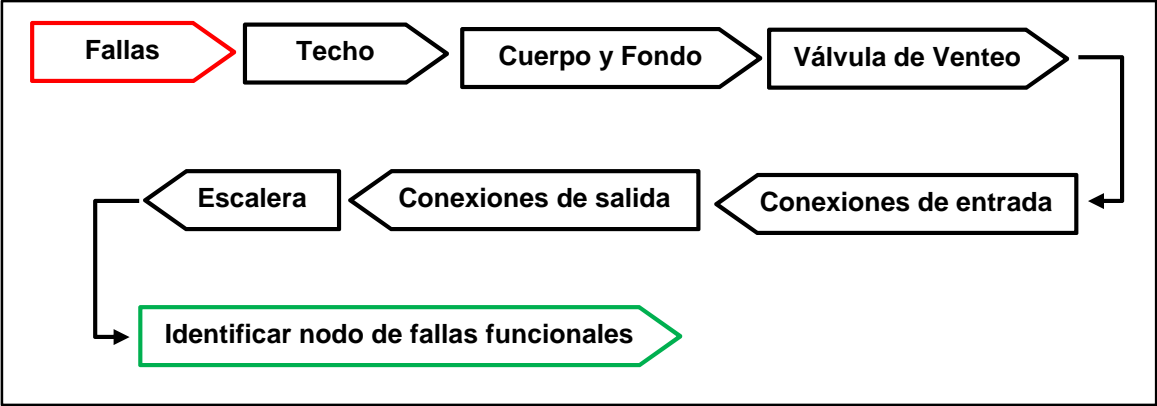 Fallas
Techo
Cuerpo y Fondo
Válvula de Venteo
Conexiones de entrada
Conexiones de salida
Escalera
Identificar nodo de fallas funcionales